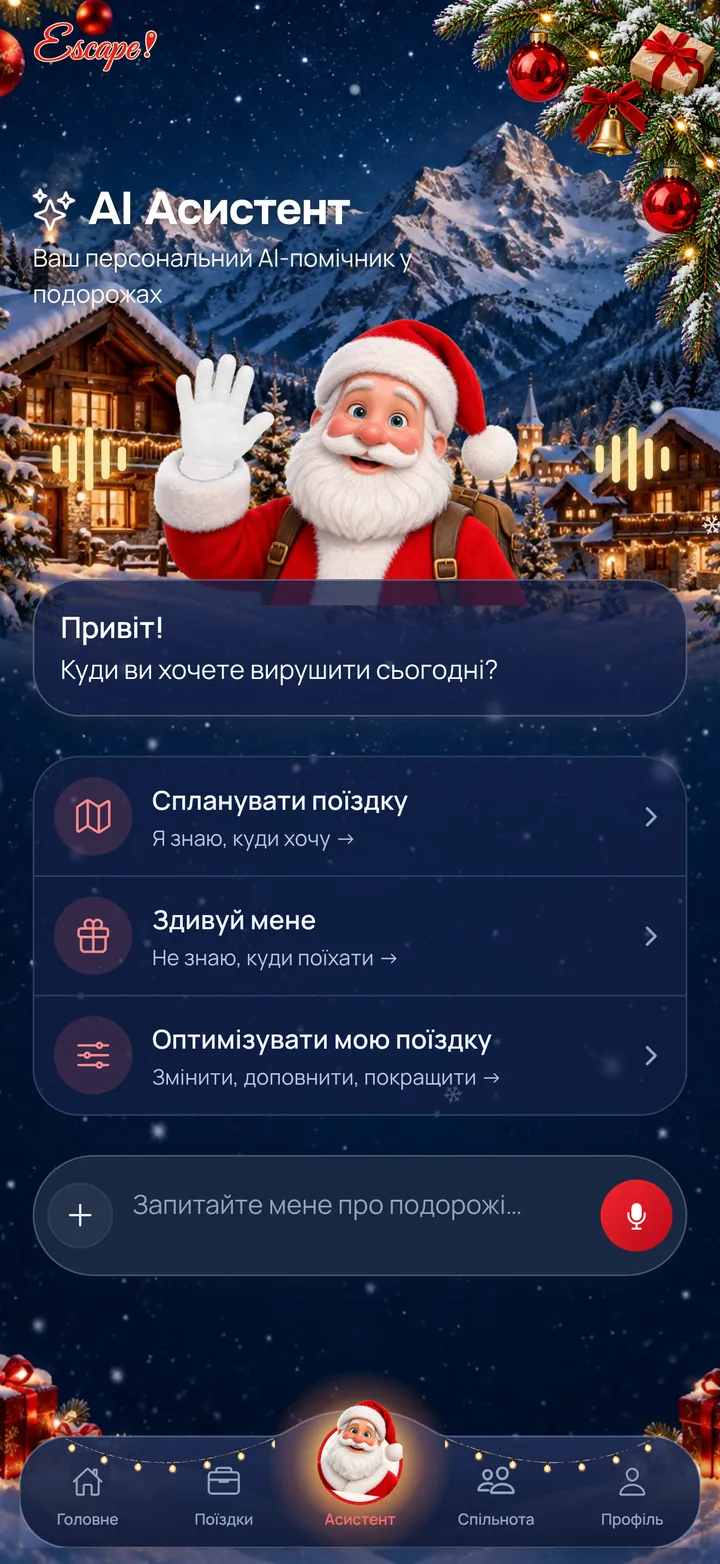 Escape!
AI Асистент
Ваш персональний AI-помічник у
подорожах
Привіт!
Куди ви хочете вирушити сьогодні?
Спланувати поїздку
Я знаю, куди хочу →
Здивуй мене
Не знаю, куди поїхати →
Оптимізувати мою поїздку
Змінити, доповнити, покращити →
Запитайте мене про подорожі...
Головне
Поїздки
Асистент
Спільнота
Профіль